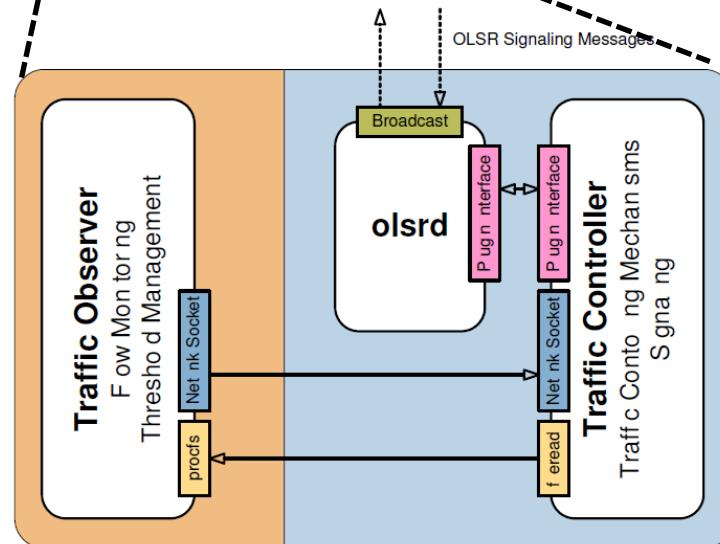 OLSR Signaling Messages
Broadcast
olsrd
P ug n nterface
P ug n nterface
Traffic Observer
F ow Mon tor ng
Thresho d Management
Net nk Socket
procfs
Net nk Socket
f eread
Traffic Controller
Traff c Conto  ng Mechan sms
S gna ng